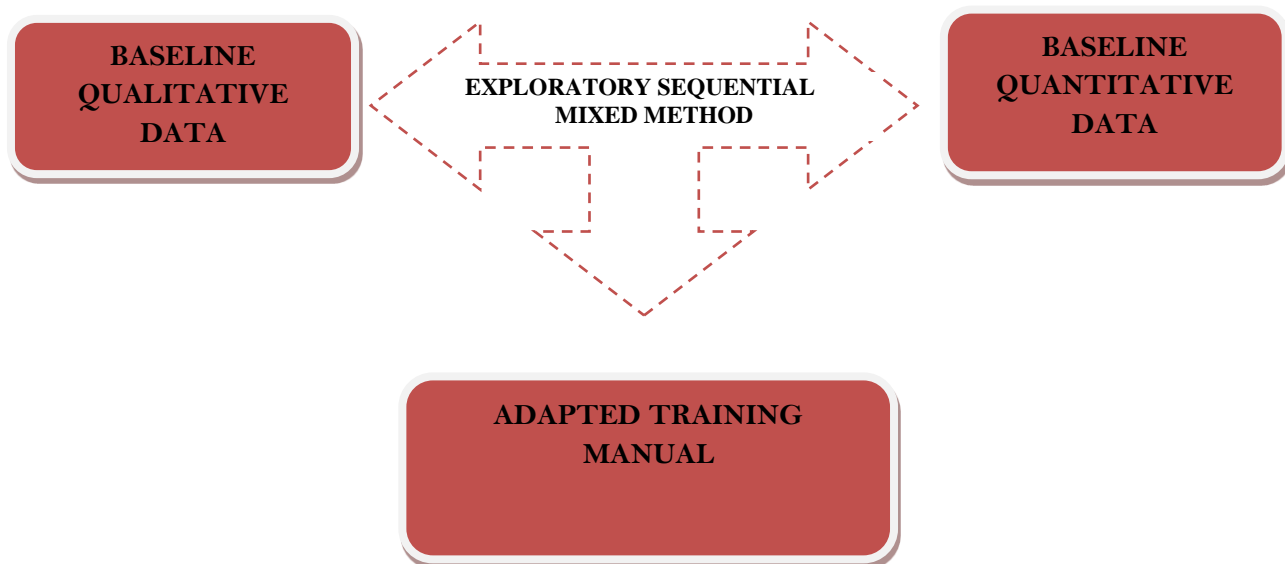 BASELINE
QUALITATIVE
DATA
EXPLORATORY SEQUENTIAL
MIXED METHOD
BASELINE
QUANTITATIVE
DATA
ADAPTED TRAINING
MANUAL